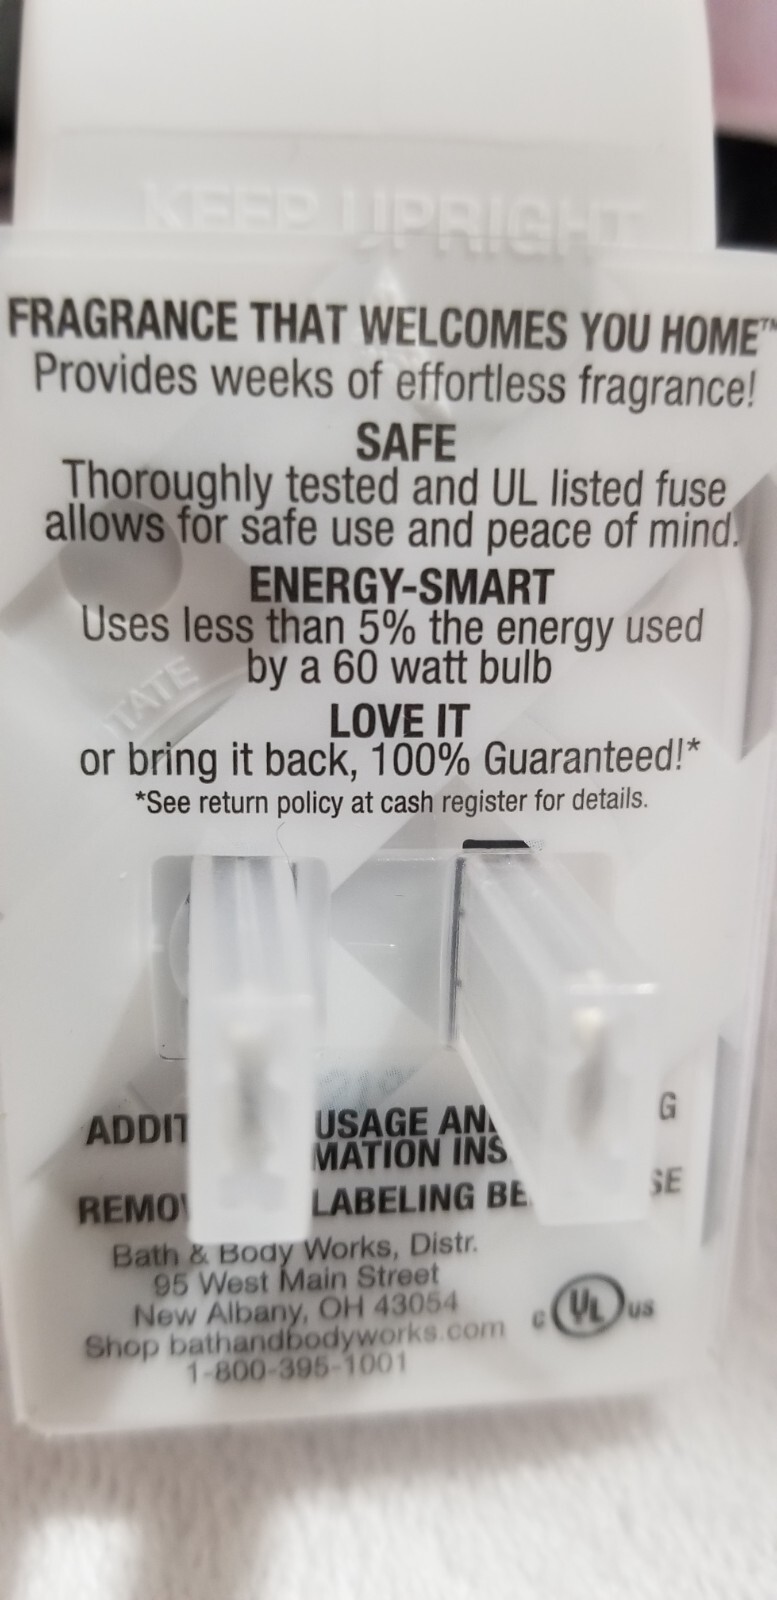 KEEP UPRIGHT
FRAGRANCE THAT WELCOMES YOU HOME™
Provides weeks of effortless fragrance!
SAFE
Thoroughly tested and UL listed fuse
allows for safe use and peace of mind.
ENERGY-SMART
Uses less than 5% the energy used
by a 60 watt bulb
TATE
LOVE IT
or bring it back, 100% Guaranteed!*
*See return policy at cash register for details.
USAGE
LABELING
Bath & Body Works, Distr.
95 West Main Street
New Albany, OH 43054
Shop bathandbodyworks.com
1-800-395-1001
C UL US